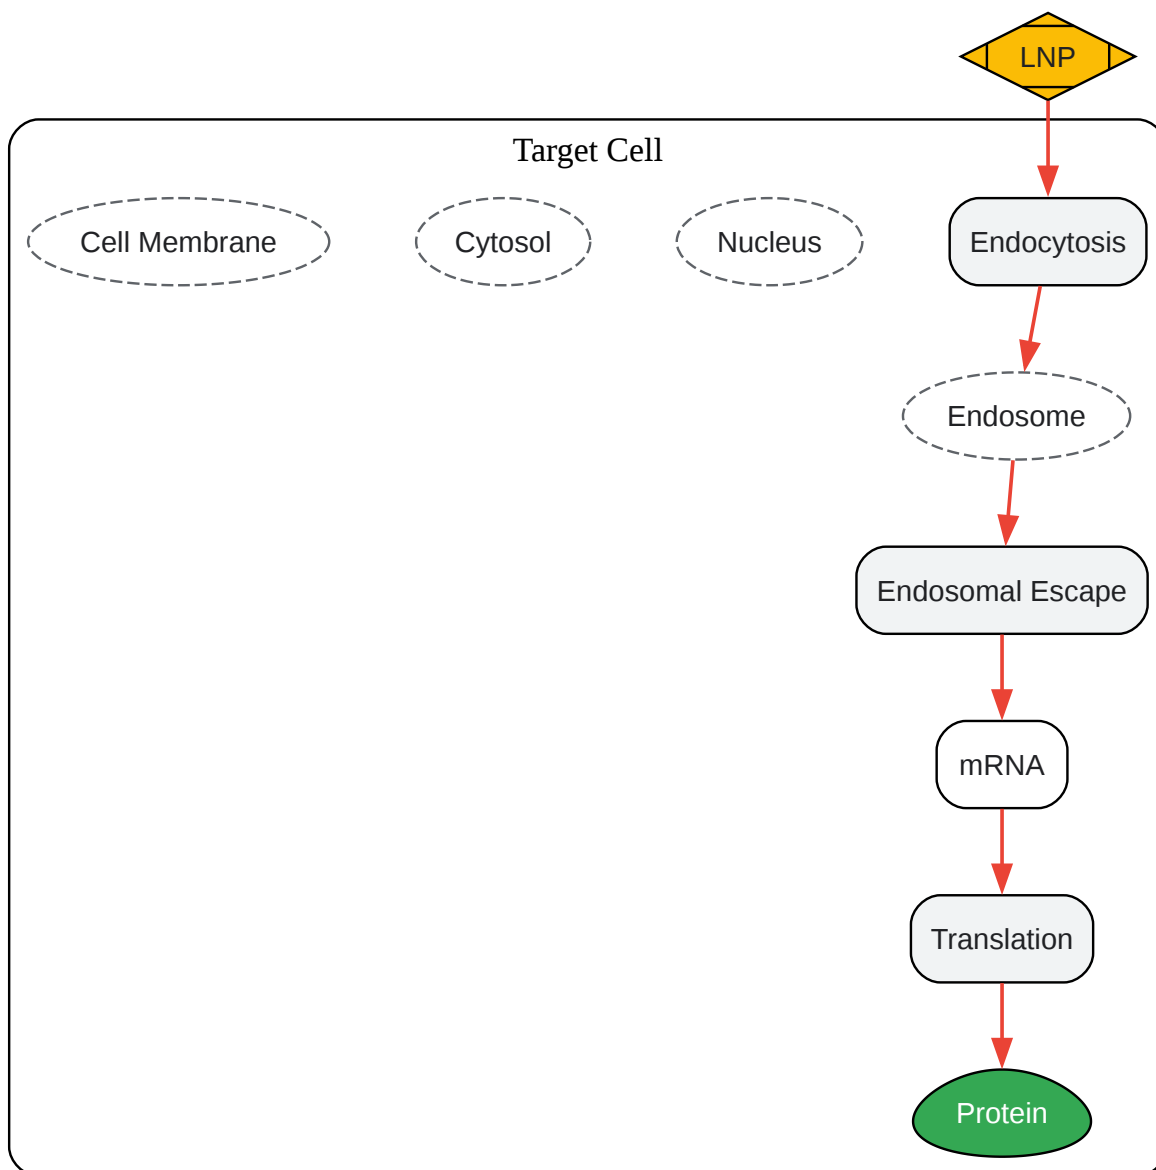 LNP
Target Cell
Cell Membrane
Cytosol
Nucleus
Endocytosis
Endosome
Endosomal Escape
mRNA
Translation
Protein